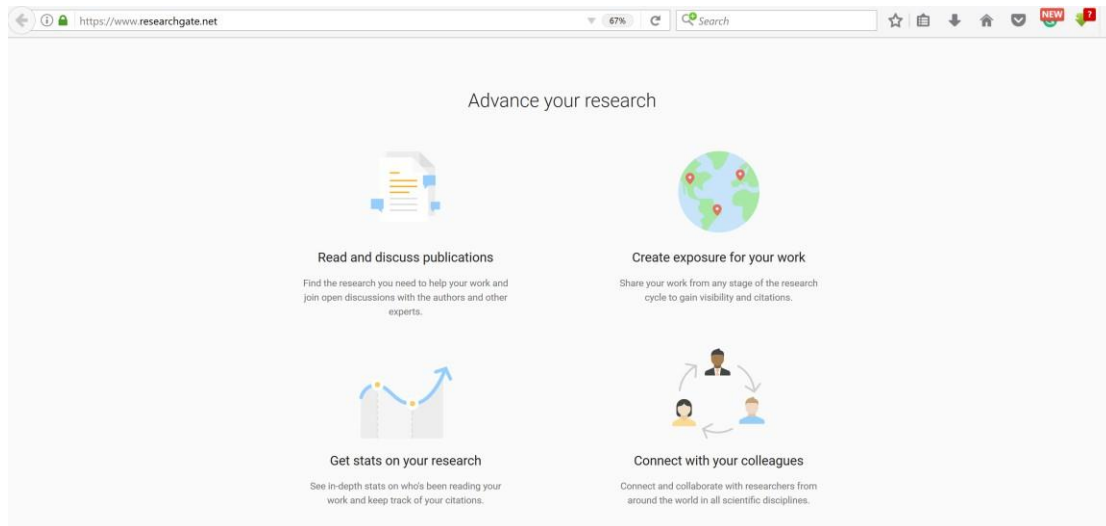 https://www.researchgate.net
67%
Search
NEW
?
Advance your research
Read and discuss publications
Find the research you need to help your work and
join open discussions with the authors and other
experts.
Create exposure for your work
Share your work from any stage of the research
cycle to gain visibility and citations.
Get stats on your research
See in-depth stats on who's been reading your
work and keep track of your citations.
Connect with your colleagues
Connect and collaborate with researchers from
around the world in all scientific disciplines.